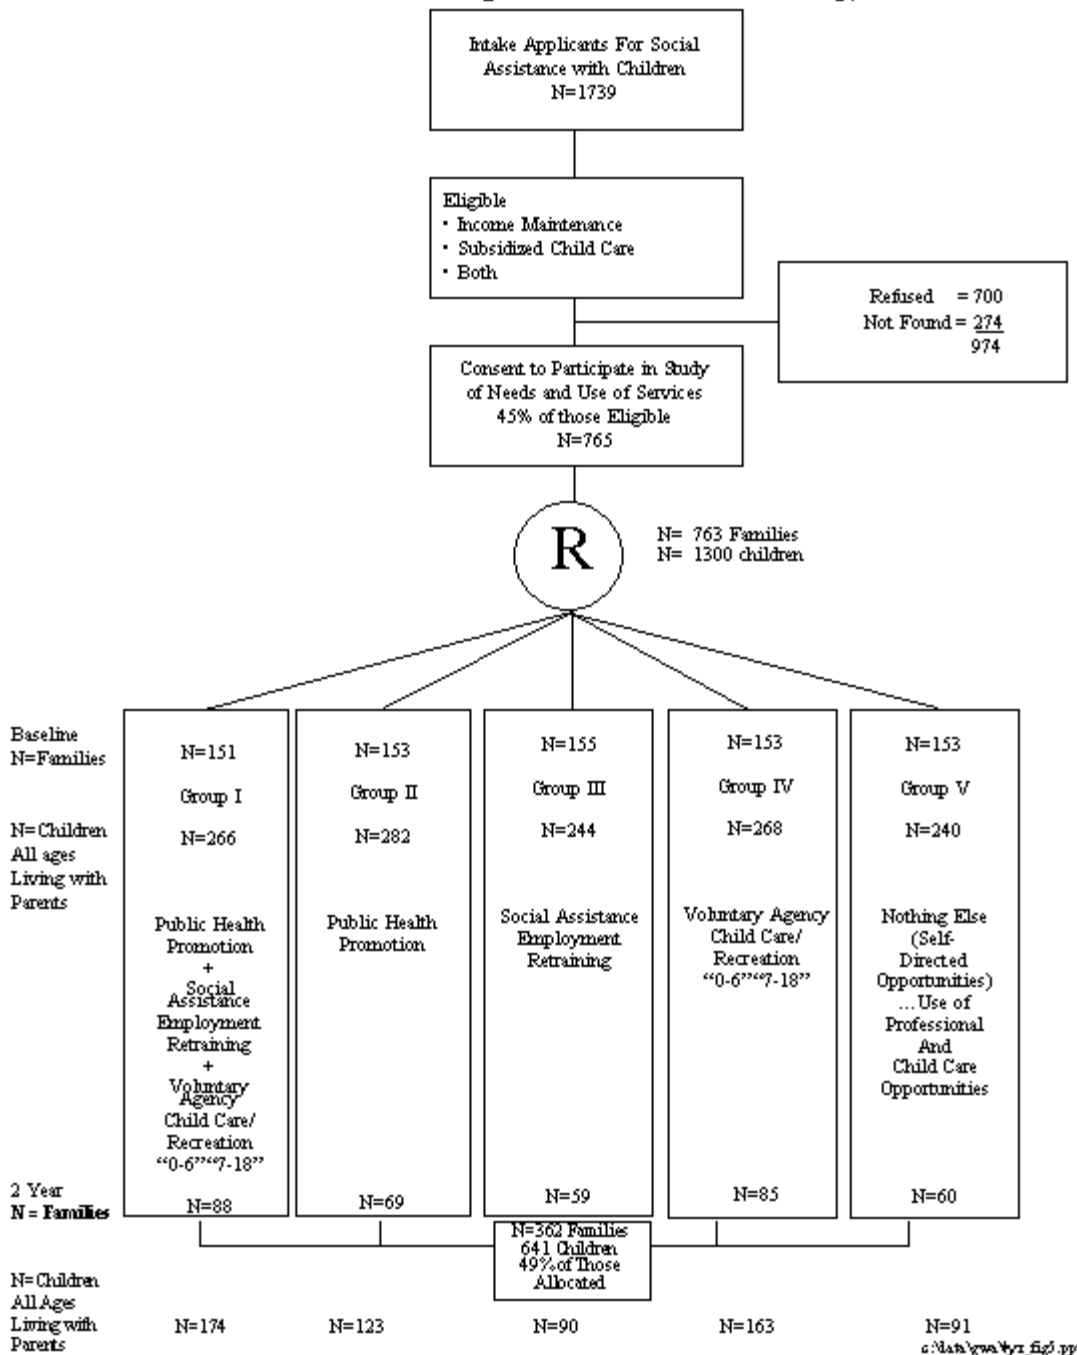 Intake Applicants For Social
Assistance with Children
N=1739
Eligible
· Income Maintenance
· Subsidized Child Care
· Both
Refused = 700
Not Found = 274
974
Consent to Participate in Study
of Needs and Use of Services
45% of those Eligible
N=765
R
N= 763 Families
N= 1300 children
Baseline
N=Families
N=151
N=153
N=155
N=153
N=153
Group I
Group II
Group III
Group IV
Group V
N=Children
All ages
Living with
Parents
N=266
N=282
N=244
N=268
N=240
Public Health
Promotion
+
Social
Assistance
Employment
Retraining
+
Voluntary
Agency
Child Care/
Recreation
“0-6”“7-18”
Public Health
Promotion
Social Assistance
Employment
Retraining
Voluntary Agency
Child Care/
Recreation
“0-6”“7-18”
Nothing Else
(Self-
Directed
Opportunities)
...Use of
Professional
And
Child Care
Opportunities
2 Year
N = Families
N=88
N=69
N=59
N=85
N=60
N=362 Families
641 Children
49% of Those
Allocated
N=Children
All Ages
Living with
Parents
N=174
N=123
N=90
N=163
N=91